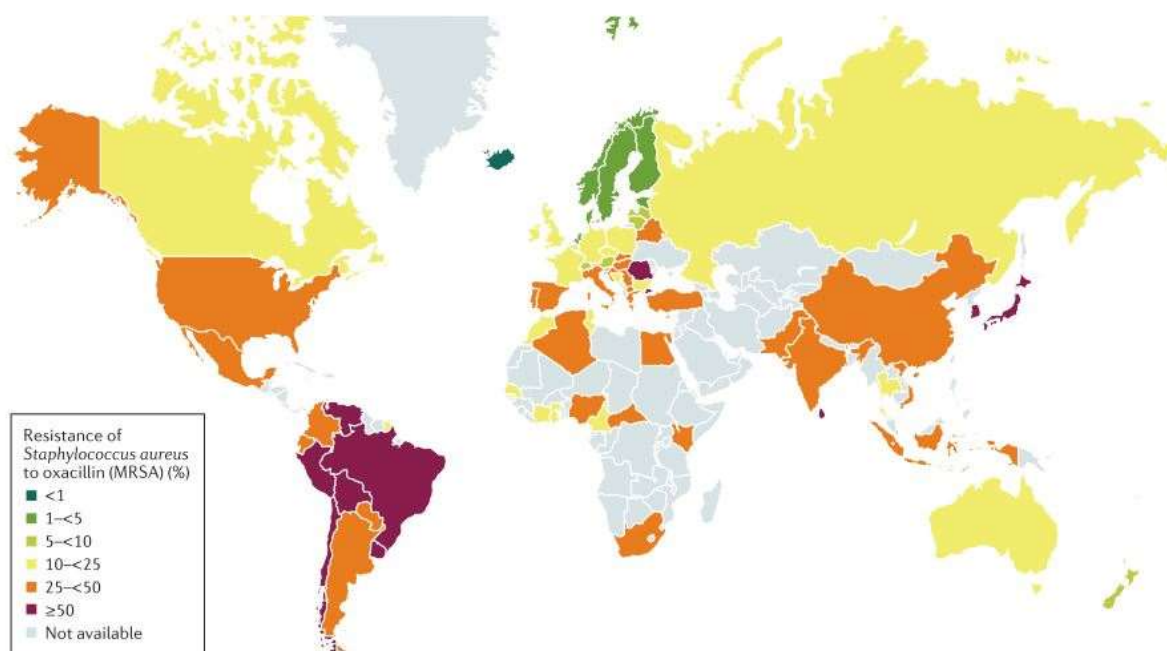 Resistance of
Staphylococcus aureus
to oxacillin (MRSA) (%)
<1
1–<5
5–<10
10–<25
25–<50
≥50
Not available